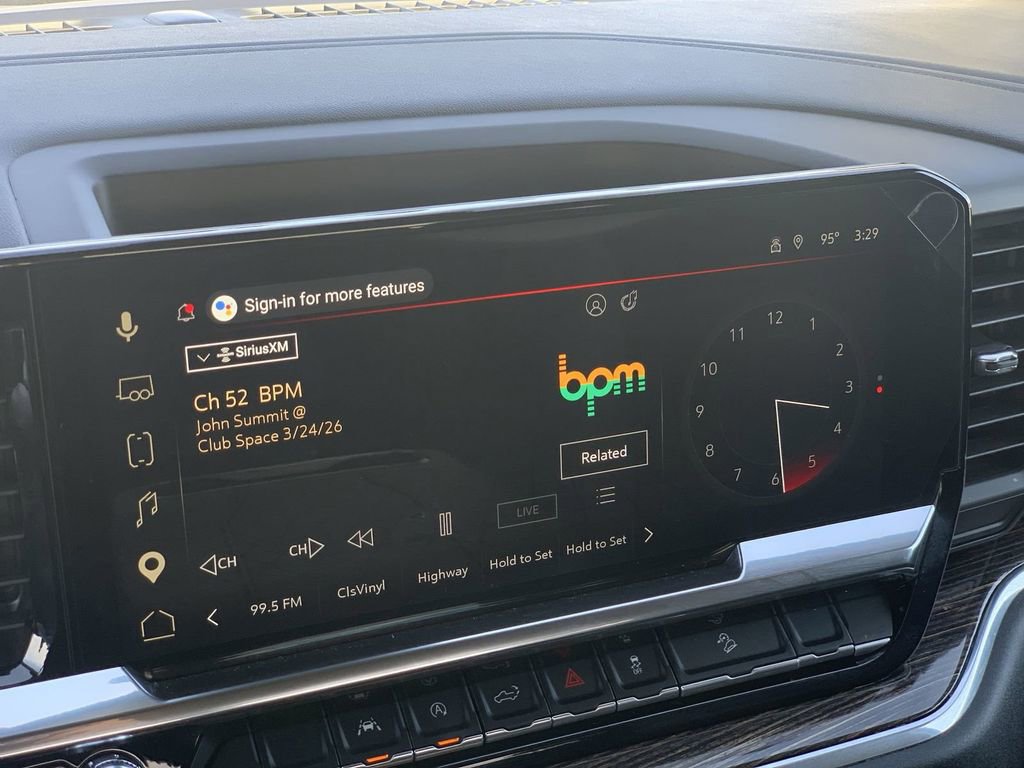 95° 3:29
Sign-in for more features
SiriusXM
bpm
Ch 52 BPM
John Summit @
Club Space 3/24/26
Related
LIVE
CH
CH
99.5 FM
ClsVinyl
Highway
Hold to Set
Hold to Set
12
1
2
3
4
5
6
7
8
9
10
11
A
OFF